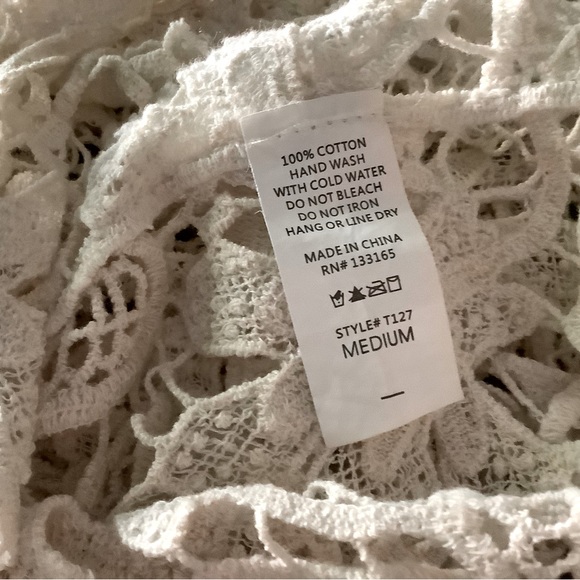 100% COTTON
HAND WASH
WITH COLD WATER
DO NOT BLEACH
DO NOT IRON
HANG OR LINE DRY
MADE IN CHINA
RN# 133165
STYLE# T127
MEDIUM